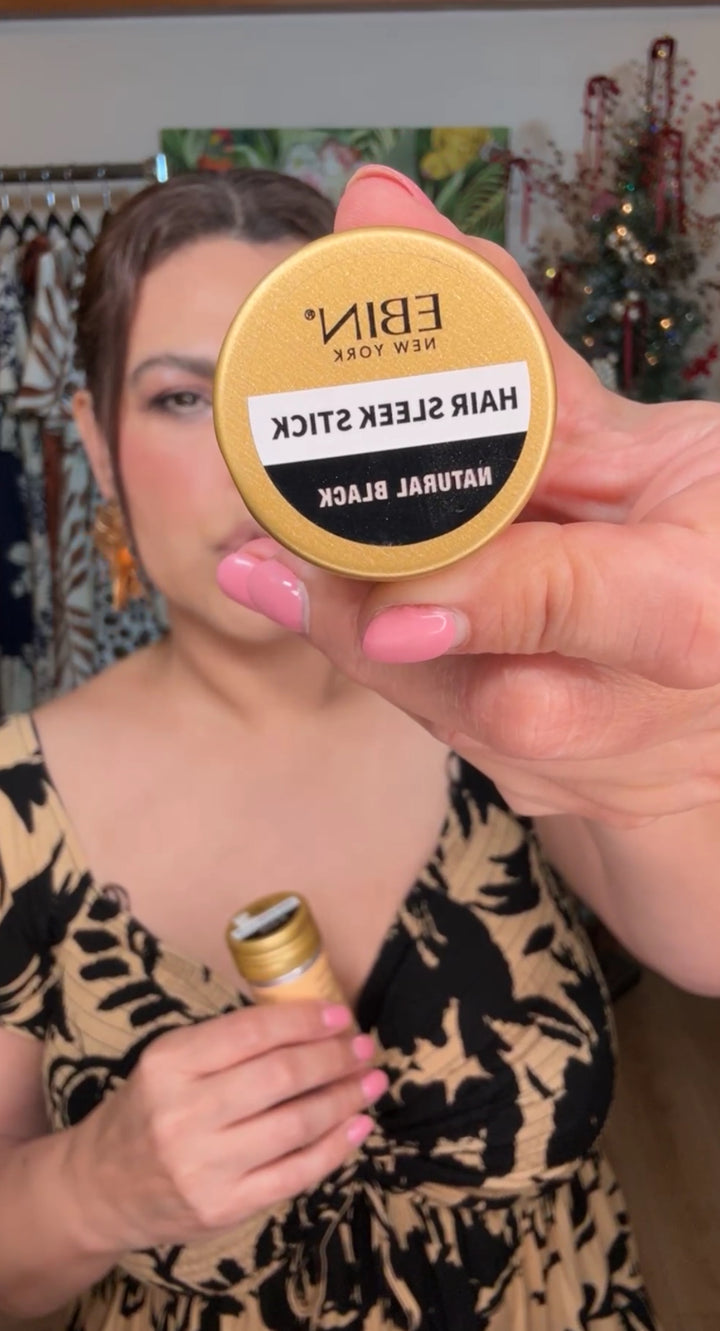 EBIN®
NEW YORK
HAIR SLEEK STICK
NATURAL BLACK